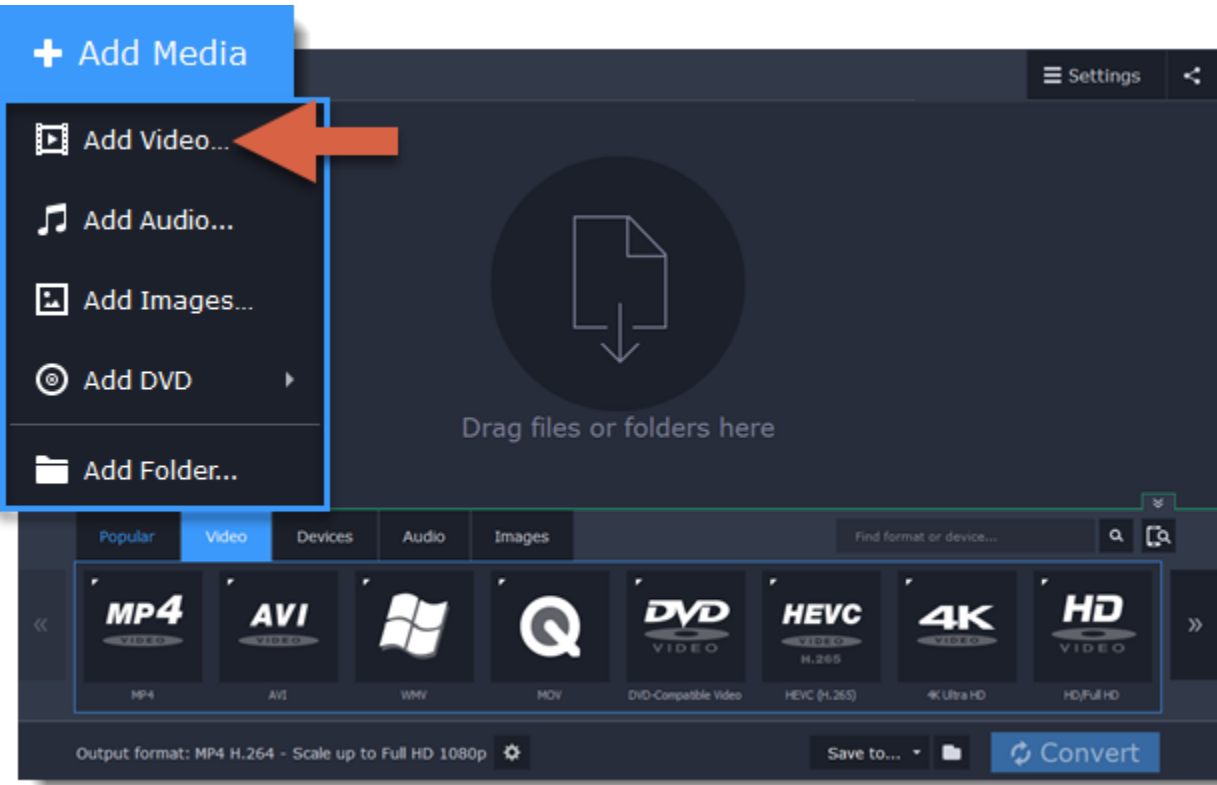 Add Media
Settings
Add Video...
Add Audio...
Add Images...
Add DVD
Add Folder...
Drag files or folders here
Popular Video Devices Audio Images Find format or device...
MP4 VIDEO
AVI VIDEO
DVD VIDEO
HEVC VIDEO H.265
4K VIDEO
HD VIDEO
MP4 AVI WMV MOV DVD-Compatible Video HEVC (H.265) 4K Ultra HD HD/Full HD
Output format: MP4 H.264 - Scale up to Full HD 1080p Save to... Convert